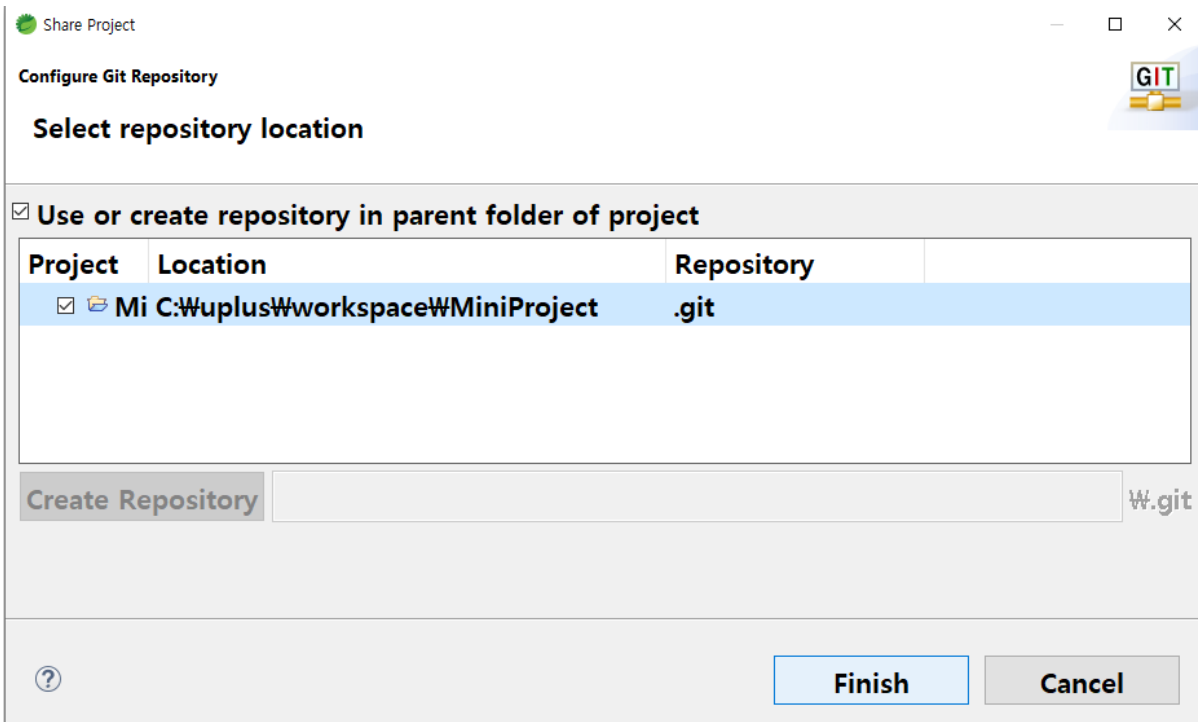 Share Project
Configure Git Repository
GIT
Select repository location
Use or create repository in parent folder of project
Project Location Repository
Mi C:₩uplus₩workspace₩MiniProject .git
Create Repository ₩.git
? Finish Cancel